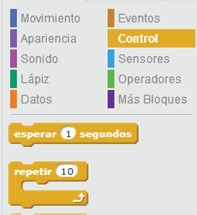 Movimiento
Eventos
Apariencia
Control
Sonido
Sensores
Lápiz
Operadores
Datos
Más Bloques
esperar 1 segundos
repetir 10